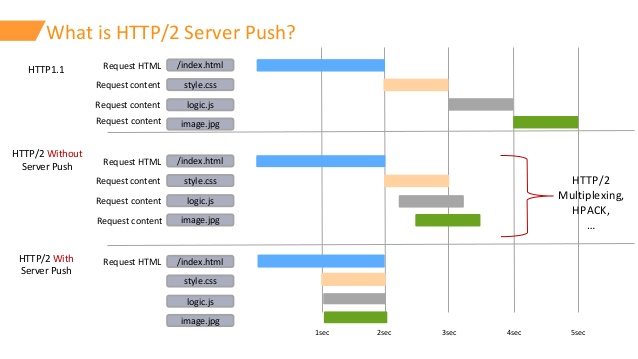 What is HTTP/2 Server Push?
HTTP1.1
Request HTML /index.html
Request content style.css
Request content logic.js
Request content image.jpg
HTTP/2 Without
Server Push
Request HTML /index.html
Request content style.css
Request content logic.js
Request content image.jpg
HTTP/2
Multiplexing,
HPACK,
...
HTTP/2 With
Server Push
Request HTML /index.html
style.css
logic.js
image.jpg
1sec 2sec 3sec 4sec 5sec